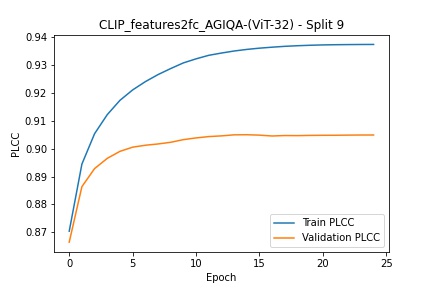 CLIP_features2fc_AGIQA-(ViT-32) - Split 9
0.94
0.93
0.92
0.91
0.90
0.89
0.88
0.87
PLCC
Train PLCC
Validation PLCC
0 5 10 15 20 25
Epoch